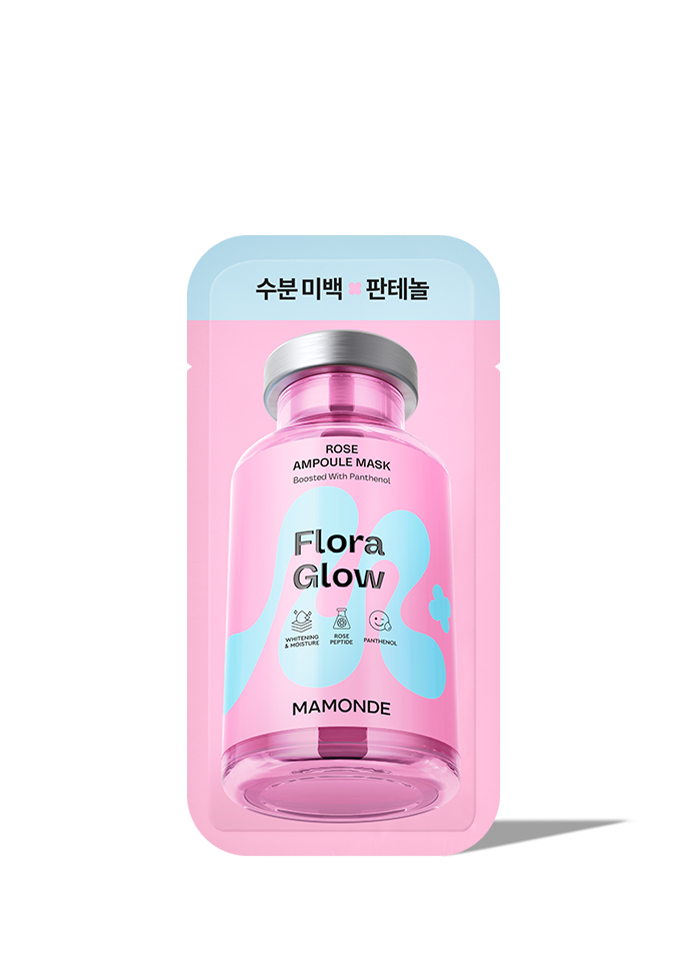 수분 미백 판테놀
ROSE
AMPOULE MASK
Boosted With Panthenol
Flora
Glow
WHITENING
& MOISTURE
ROSE
PEPTIDE
PANTHENOL
MAMONDE